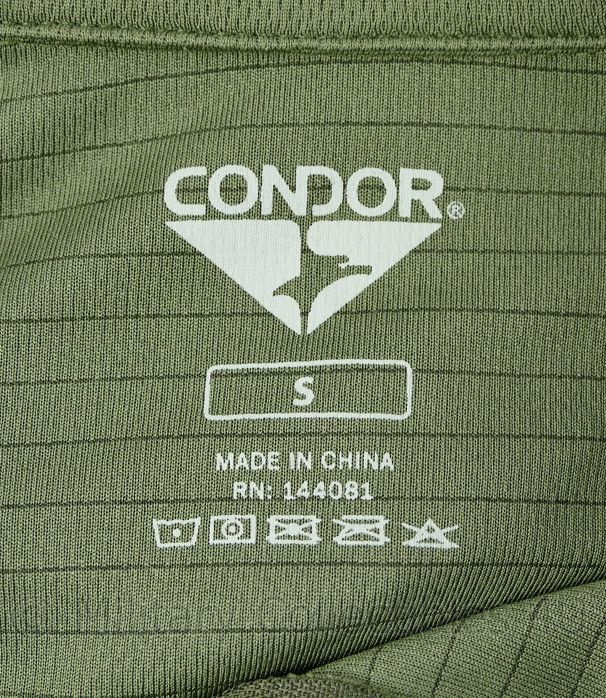 CONDOR®
S
MADE IN CHINA
RN: 144081